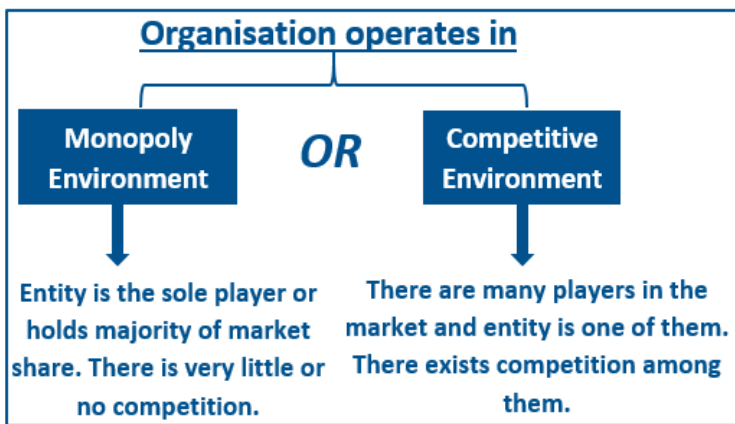 Organisation operates in
Monopoly
Environment
OR
Competitive
Environment
Entity is the sole player or
holds majority of market
share. There is very little or
no competition.
There are many players in the
market and entity is one of them.
There exists competition among
them.